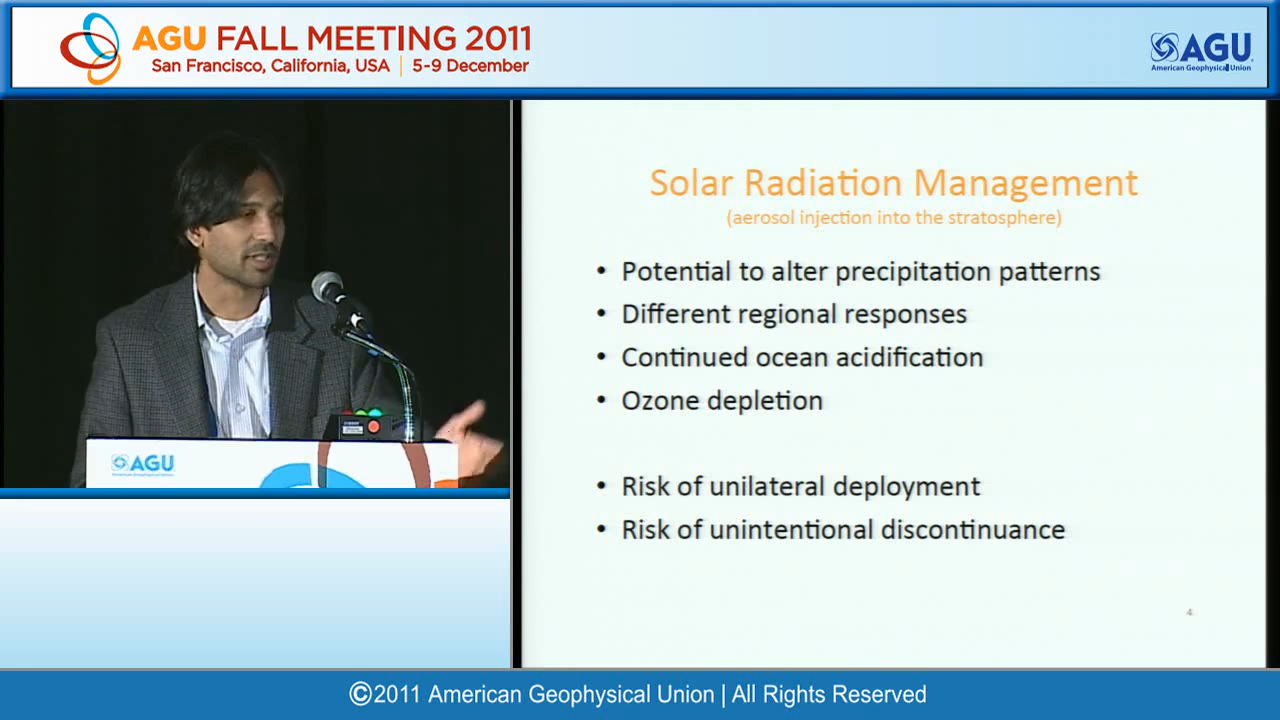 AGU FALL MEETING 2011
San Francisco, California, USA | 5-9 December
AGU
American Geophysical Union
Solar Radiation Management
(aerosol injection into the stratosphere)
• Potential to alter precipitation patterns
• Different regional responses
• Continued ocean acidification
• Ozone depletion
• Risk of unilateral deployment
• Risk of unintentional discontinuance
4
AGU
©2011 American Geophysical Union | All Rights Reserved